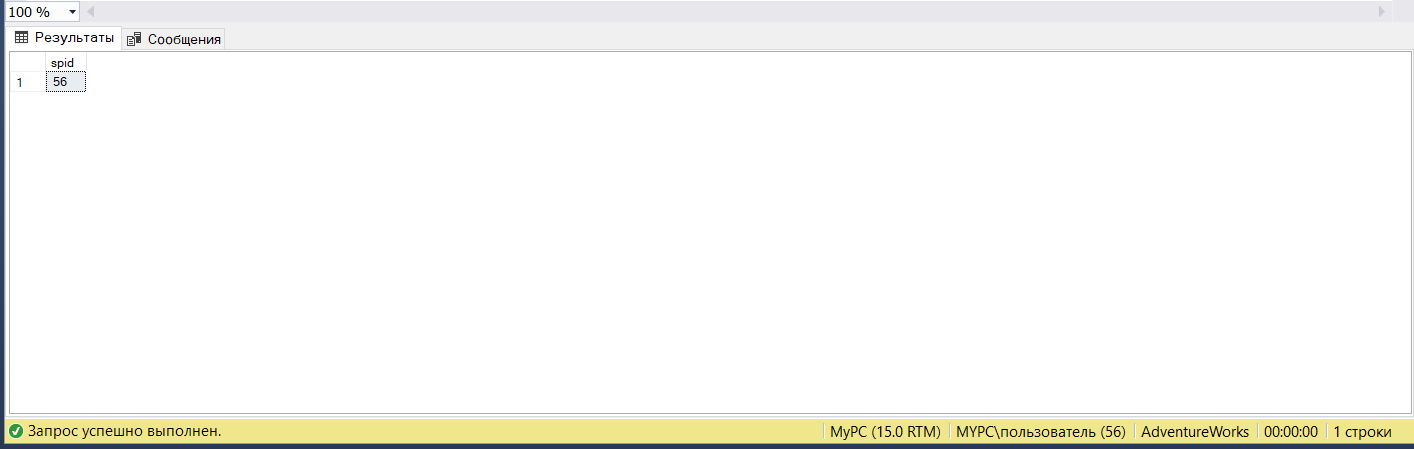 100 %
Результаты Сообщения
spid
1 56
Запрос успешно выполнен. MyPC (15.0 RTM) MYPC\пользователь (56) AdventureWorks 00:00:00 1 строки